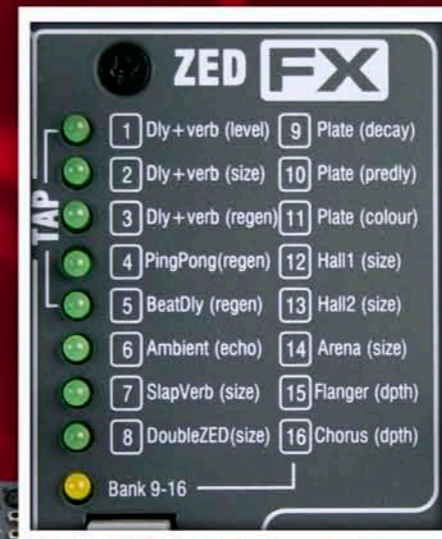 ZED FX
TAP
1 Dly+verb (level) 9 Plate (decay)
2 Dly+verb (size) 10 Plate (predly)
3 Dly+verb (regen) 11 Plate (colour)
4 PingPong(regen) 12 Hall1 (size)
5 BeatDly (regen) 13 Hall2 (size)
6 Ambient (echo) 14 Arena (size)
7 SlapVerb (size) 15 Flanger (dpth)
8 DoubleZED(size) 16 Chorus (dpth)
Bank 9-16